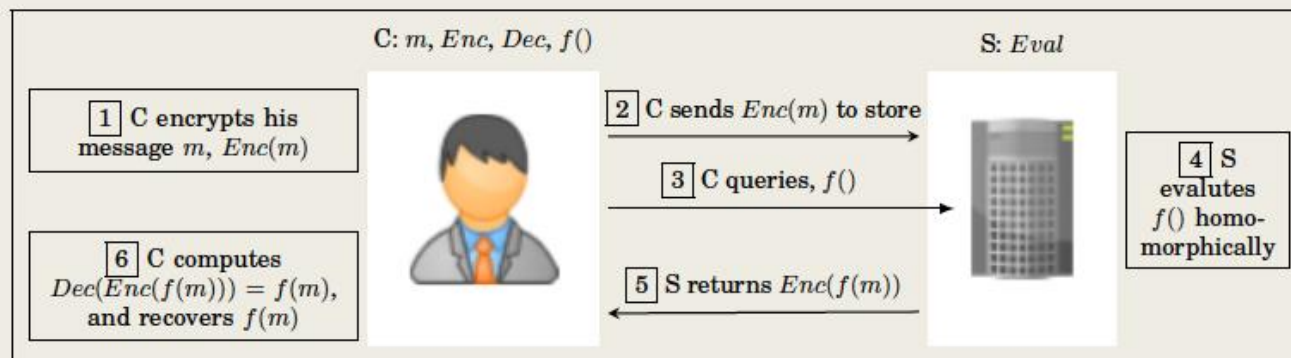 C: m, Enc, Dec, f()
S: Eval
1 C encrypts his
message m, Enc(m)
2 C sends Enc(m) to store
3 C queries, f()
4 S
evalutes
f() homo-
morphically
5 S returns Enc(f(m))
6 C computes
Dec(Enc(f(m))) = f(m),
and recovers f(m)